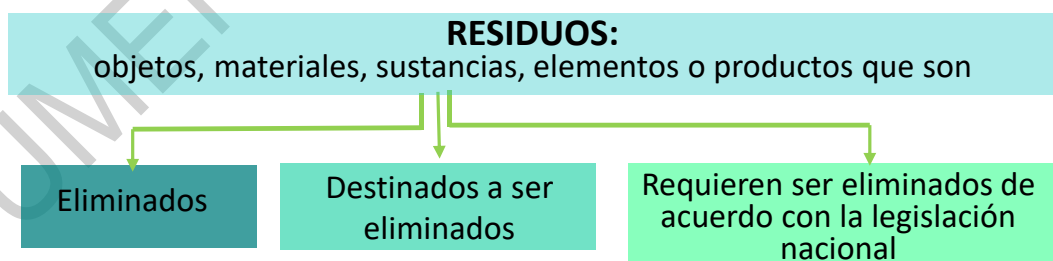 RESIDUOS:
objetos, materiales, sustancias, elementos o productos que son
Eliminados
Destinados a ser
eliminados
Requieren ser eliminados de
acuerdo con la legislación
nacional